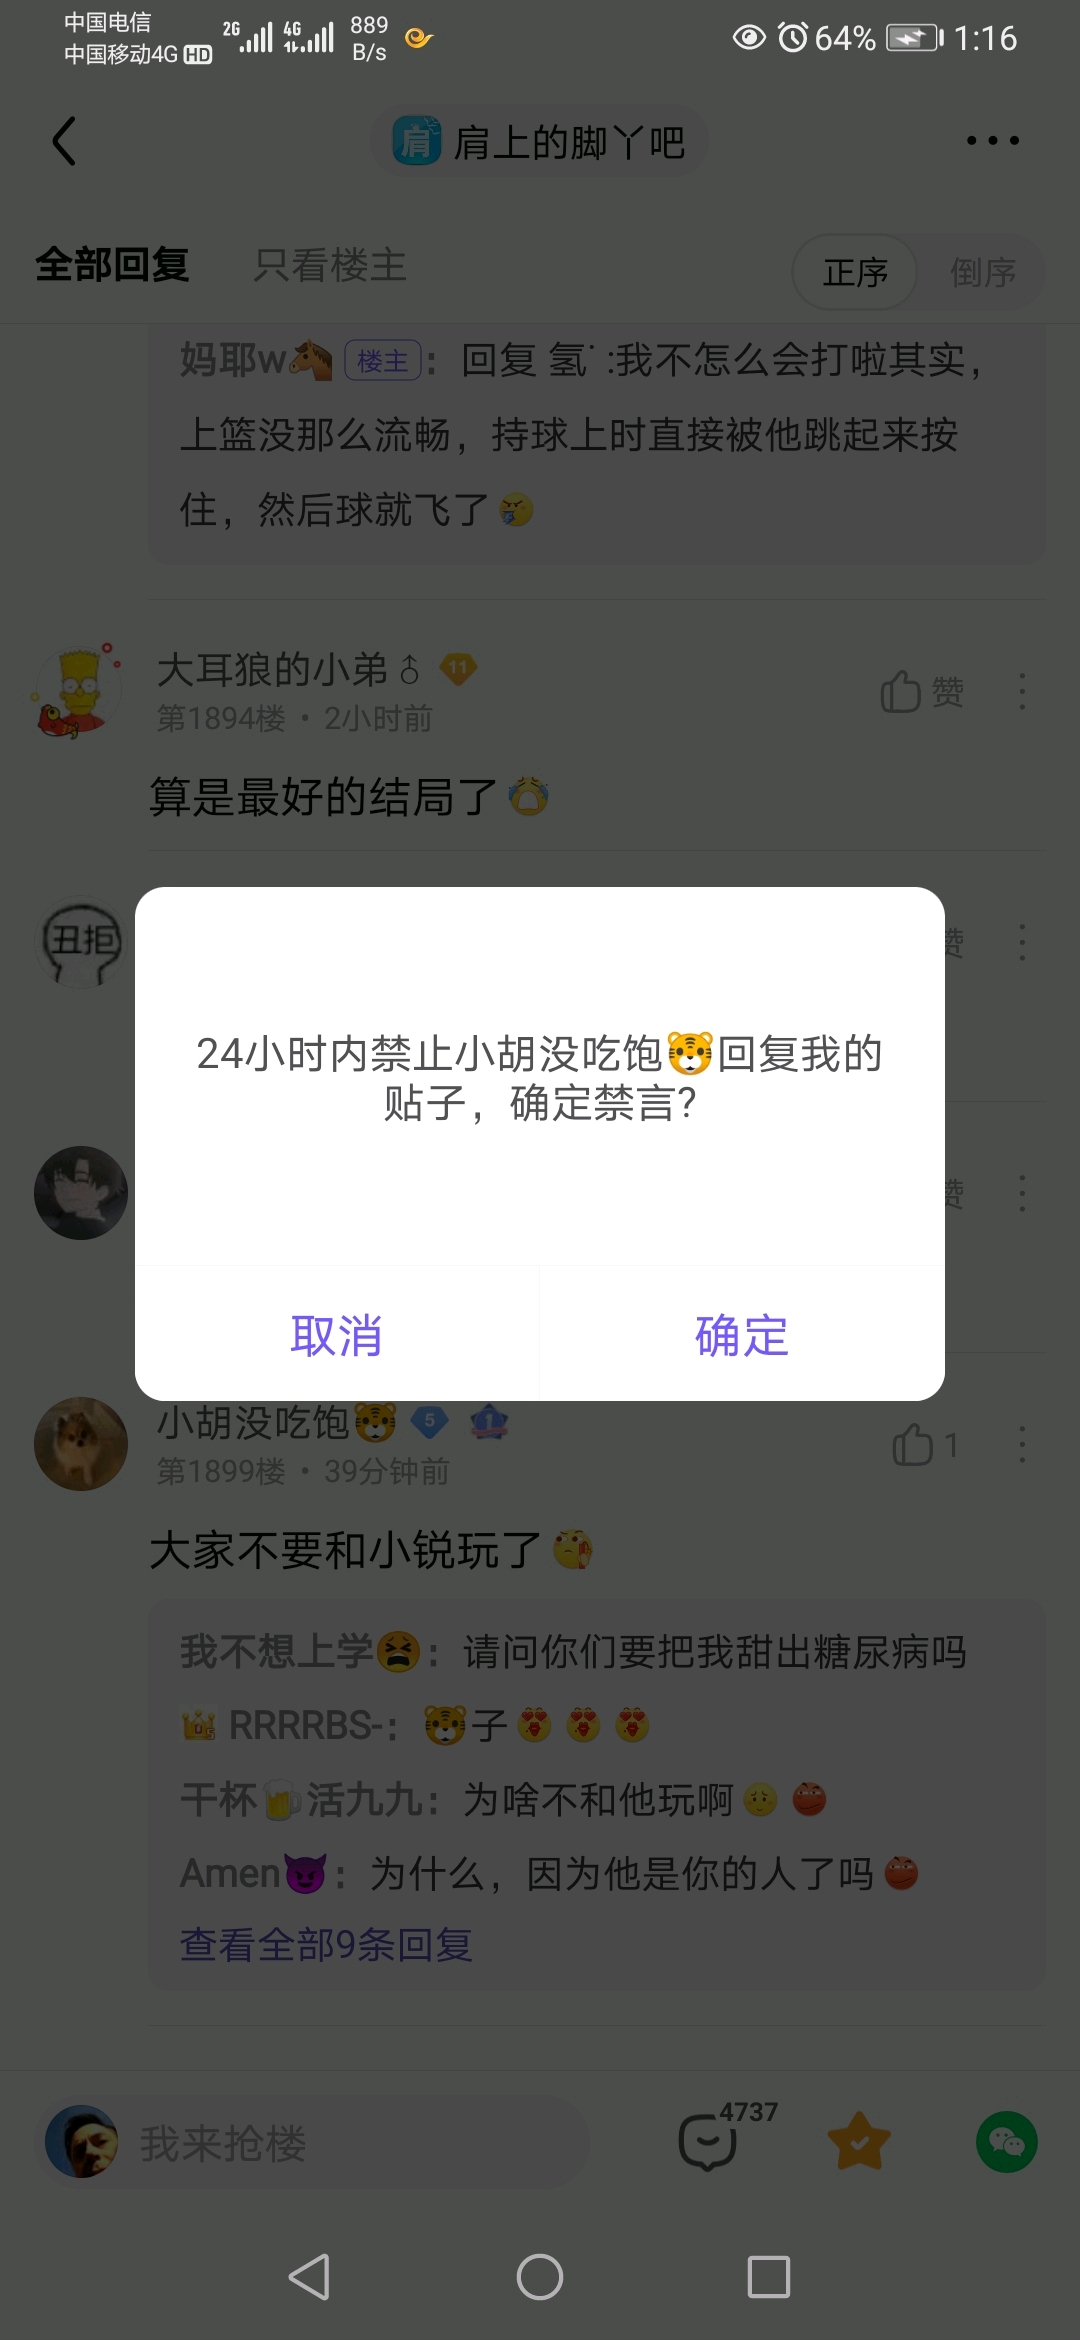 中国电信
中国移动4G HD
2G
4G
889
B/s
64%
1:16
肩
肩上的脚丫吧
全部回复
只看楼主
正序
倒序
妈耶w🐴 楼主：回复 氢˙ :我不怎么会打啦其实，
上篮没那么流畅，持球上时直接被他跳起来按
住，然后球就飞了
大耳狼的小弟♂ 11
第1894楼 • 2小时前
赞
算是最好的结局了
丑拒
赞
24小时内禁止小胡没吃饱🐯回复我的
贴子，确定禁言?
赞
取消
确定
小胡没吃饱🐯 5 1
第1899楼 • 39分钟前
1
大家不要和小锐玩了
我不想上学😫：请问你们要把我甜出糖尿病吗
RRRRBS-：🐯子
干杯🍺活九九：为啥不和他玩啊
Amen😈：为什么，因为他是你的人了吗
查看全部9条回复
我来抢楼
4737